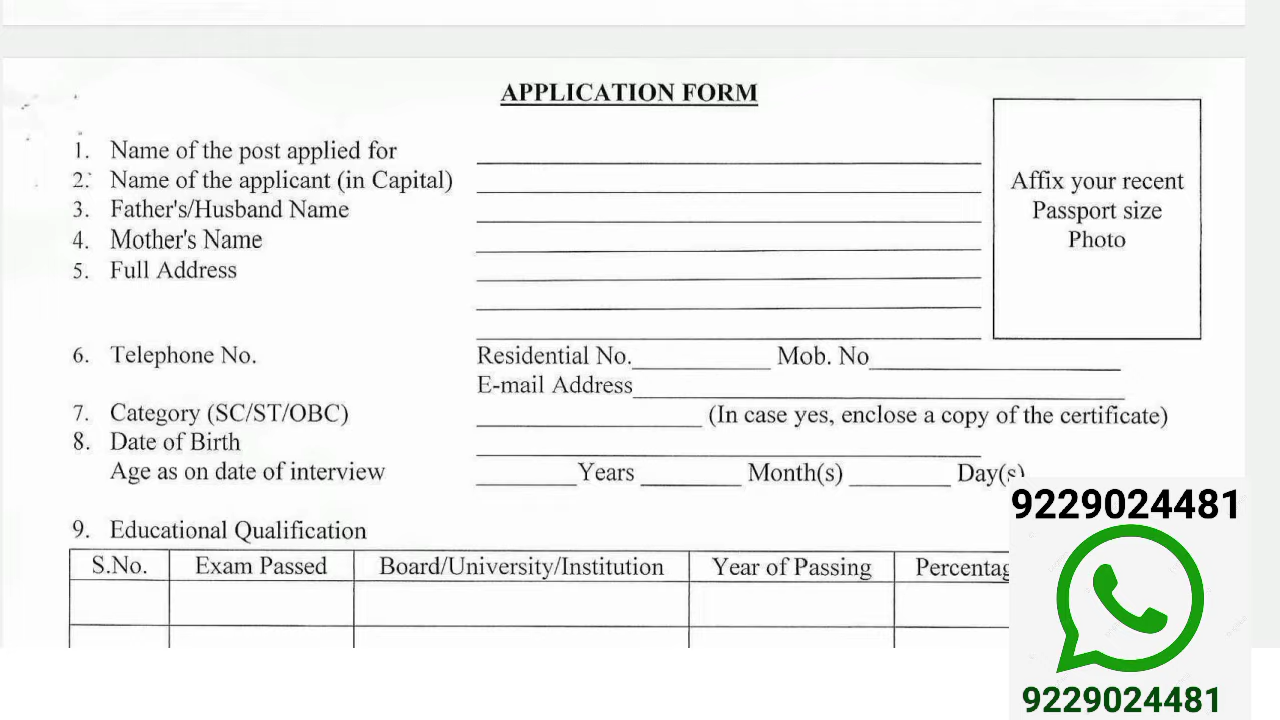 APPLICATION FORM
1. Name of the post applied for
2. Name of the applicant (in Capital)
3. Father's/Husband Name
4. Mother's Name
5. Full Address
Affix your recent
Passport size
Photo
6. Telephone No. Residential No. Mob. No
E-mail Address
7. Category (SC/ST/OBC) (In case yes, enclose a copy of the certificate)
8. Date of Birth
Age as on date of interview Years Month(s) Day(s)
9. Educational Qualification
S.No. Exam Passed Board/University/Institution Year of Passing Percentag
9229024481
9229024481